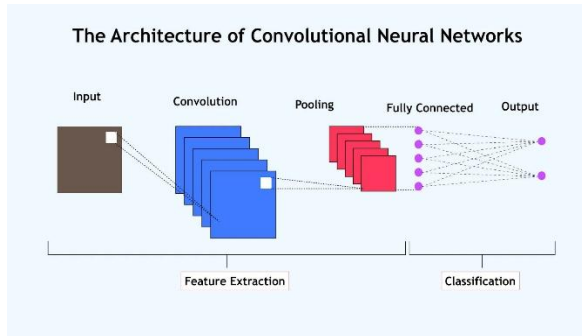 The Architecture of Convolutional Neural Networks
Input
Convolution
Pooling
Fully Connected
Output
Feature Extraction
Classification